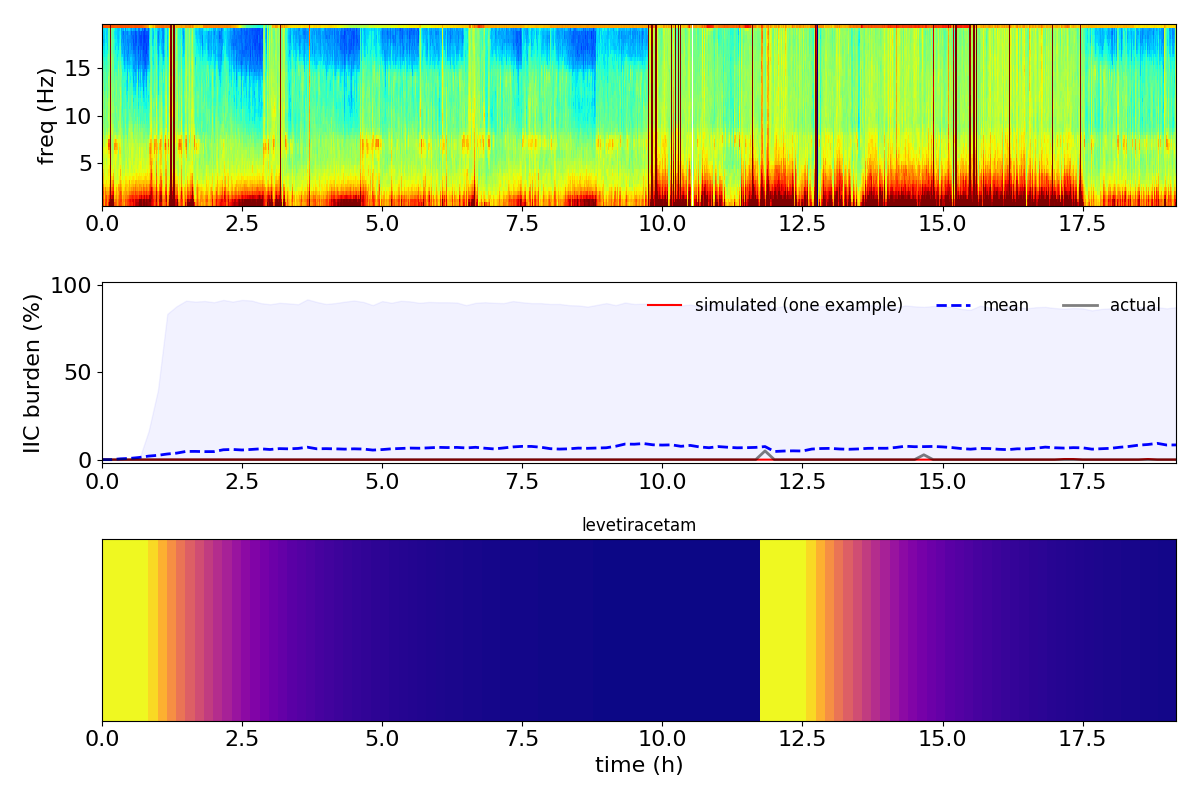 freq (Hz)
15
10
5
0.0 2.5 5.0 7.5 10.0 12.5 15.0 17.5
IIC burden (%)
100
50
0
simulated (one example) mean actual
0.0 2.5 5.0 7.5 10.0 12.5 15.0 17.5
levetiracetam
0.0 2.5 5.0 7.5 10.0 12.5 15.0 17.5
time (h)